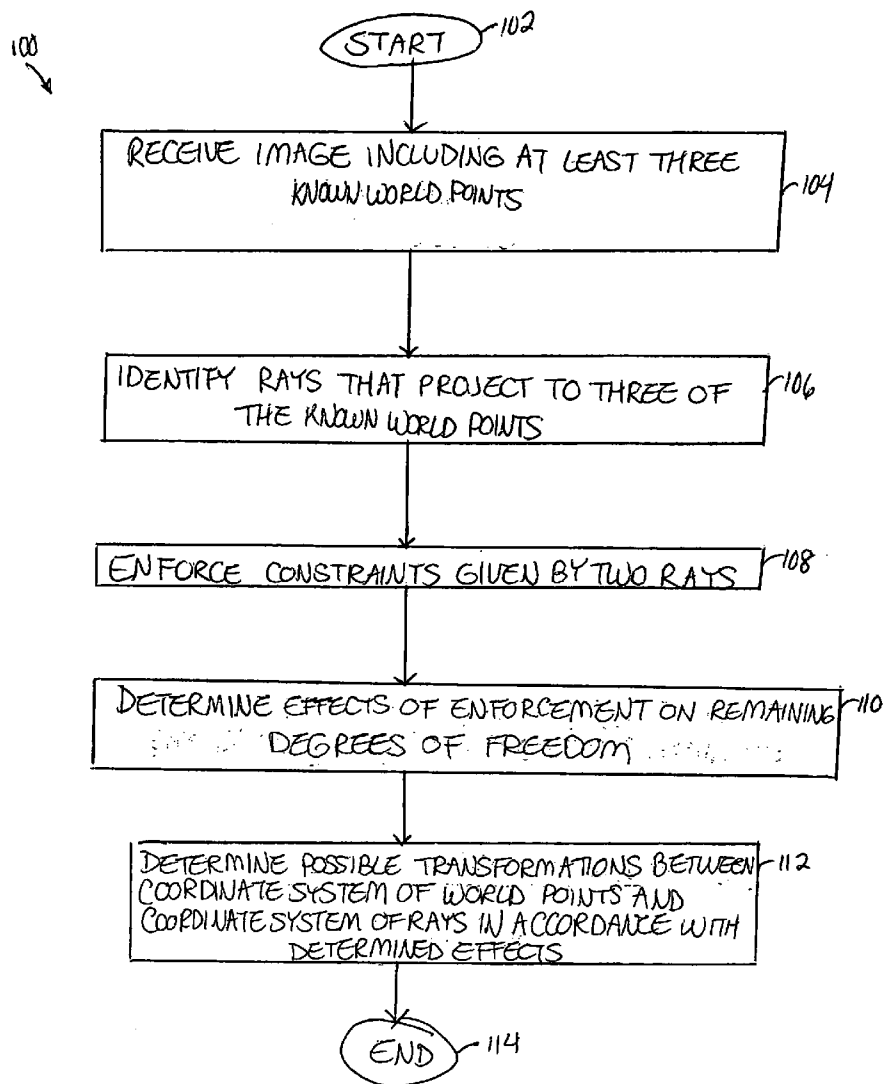 100
START
102
RECEIVE IMAGE INCLUDING AT LEAST THREE
KNOWN WORLD POINTS
104
IDENTIFY RAYS THAT PROJECT TO THREE OF
THE KNOWN WORLD POINTS
106
ENFORCE CONSTRAINTS GIVEN BY TWO RAYS
108
DETERMINE EFFECTS OF ENFORCEMENT ON REMAINING
DEGREES OF FREEDOM
110
DETERMINE POSSIBLE TRANSFORMATIONS BETWEEN
COORDINATE SYSTEM OF WORLD POINTS AND
COORDINATE SYSTEM OF RAYS IN ACCORDANCE WITH
DETERMINED EFFECTS
112
END
114